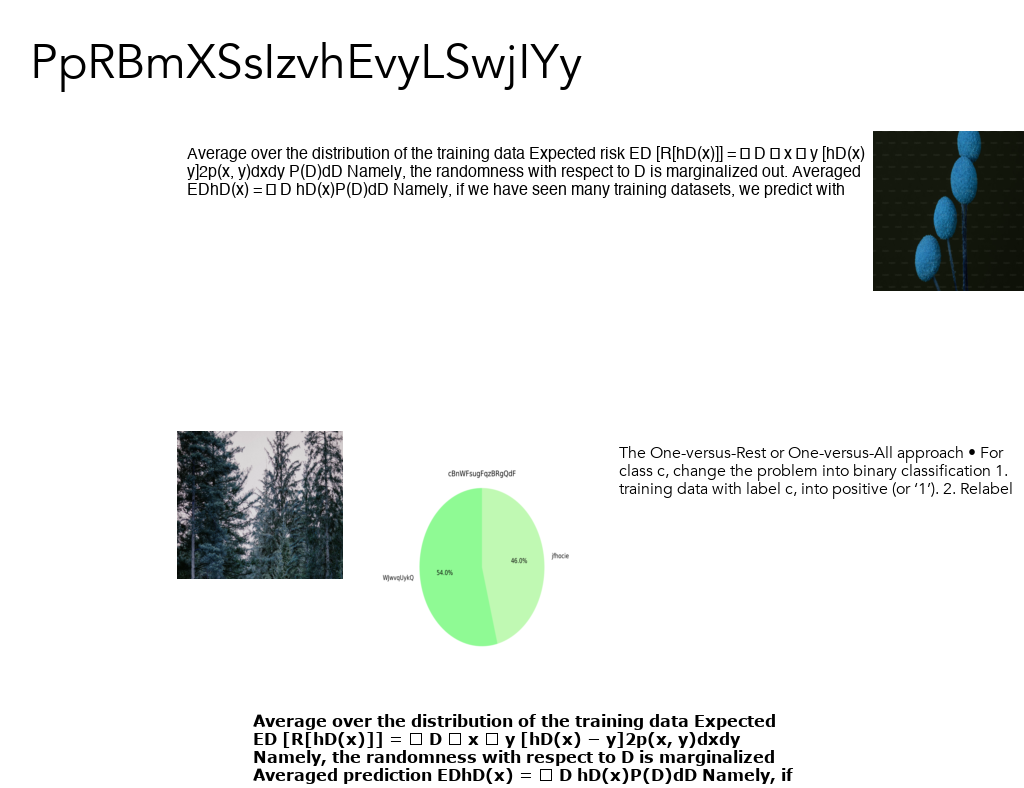 PpRBmXSsIzvhEvyLSwjIYy
Average over the distribution of the training data Expected risk ED [R[hD(x)]] = □ D □ x □ y [hD(x)
y]2p(x, y)dxdy P(D)dD Namely, the randomness with respect to D is marginalized out. Averaged
EDhD(x) = □ D hD(x)P(D)dD Namely, if we have seen many training datasets, we predict with
The One-versus-Rest or One-versus-All approach • For
class c, change the problem into binary classification 1.
training data with label c, into positive (or ‘1’). 2. Relabel
cBnWFsugFqzBRgQdF
46.0%
jfhocie
54.0%
WjwvqUykQ
Average over the distribution of the training data Expected
ED [R[hD(x)]] = □ D □ x □ y [hD(x) − y]2p(x, y)dxdy
Namely, the randomness with respect to D is marginalized
Averaged prediction EDhD(x) = □ D hD(x)P(D)dD Namely, if